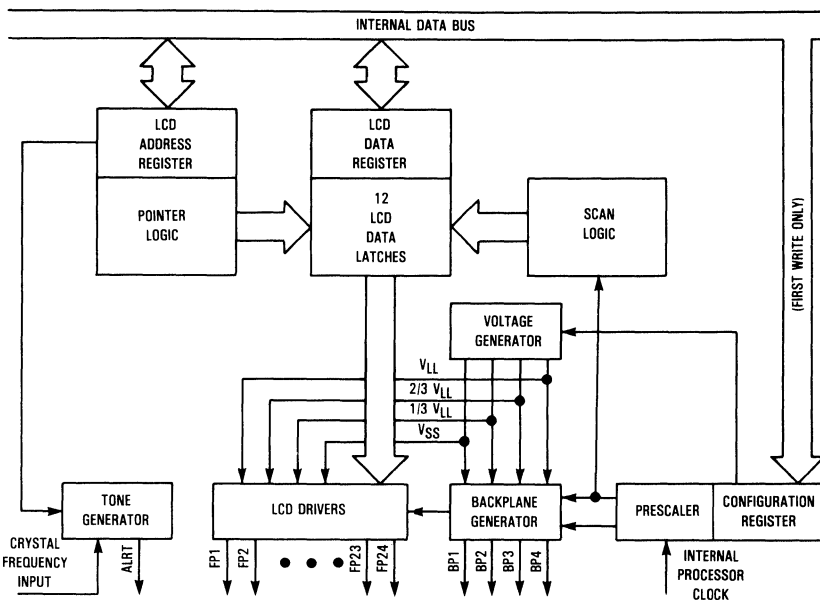 INTERNAL DATA BUS
LCD
ADDRESS
REGISTER
POINTER
LOGIC
LCD
DATA
REGISTER
12
LCD
DATA
LATCHES
SCAN
LOGIC
(FIRST WRITE ONLY)
VOLTAGE
GENERATOR
VLL
2/3 VLL
1/3 VLL
VSS
TONE
GENERATOR
LCD DRIVERS
BACKPLANE
GENERATOR
PRESCALER
CONFIGURATION
REGISTER
CRYSTAL
FREQUENCY
INPUT
ALRT
FP1
FP2
FP23
FP24
BP1
BP2
BP3
BP4
INTERNAL
PROCESSOR
CLOCK